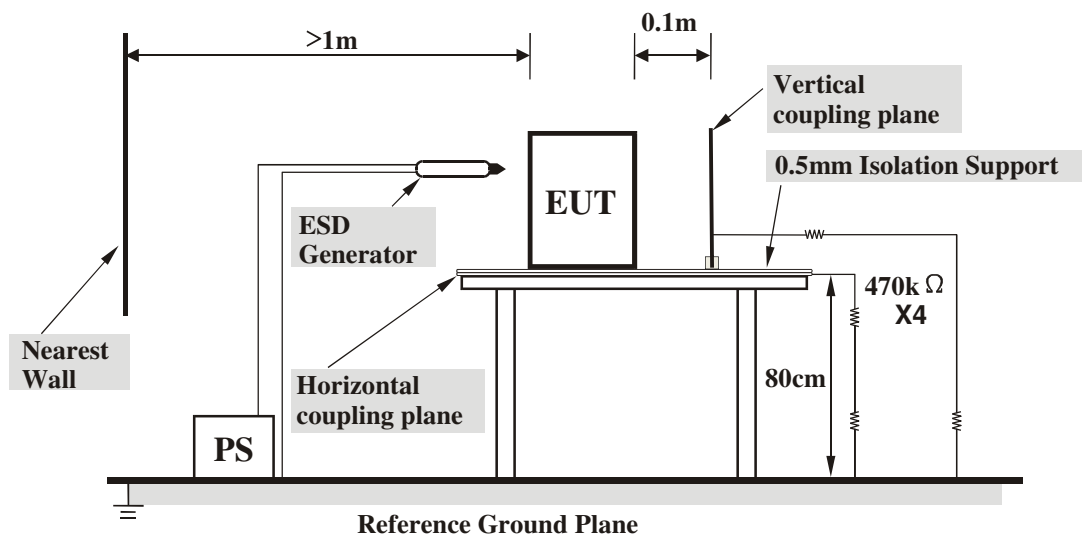 >1m
0.1m
Vertical
coupling plane
0.5mm Isolation Support
EUT
ESD
Generator
470k Ω
X4
Nearest
Wall
Horizontal
coupling plane
80cm
PS
Reference Ground Plane